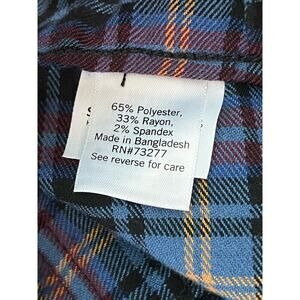 65% Polyester,
33% Rayon,
2% Spandex
Made in Bangladesh
RN#73277
See reverse for care